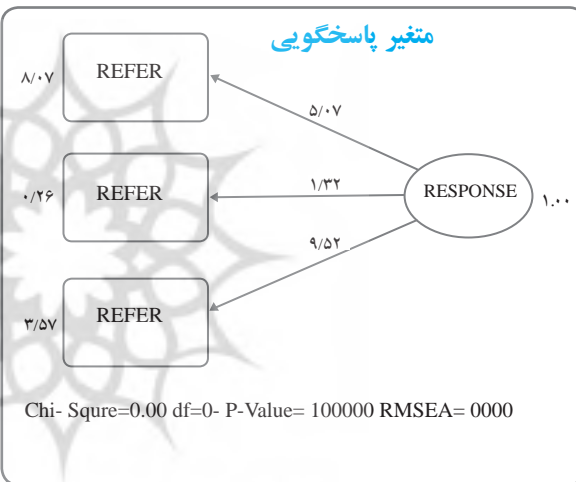 متغیر پاسخگویی
REFER
۸/۰۷
۵/۰۷
REFER
۰/۲۶
۱/۳۲
RESPONSE
۱.۰۰
۹/۵۲
REFER
۳/۵۷
Chi- Squre=0.00 df=0- P-Value= 100000 RMSEA= 0000